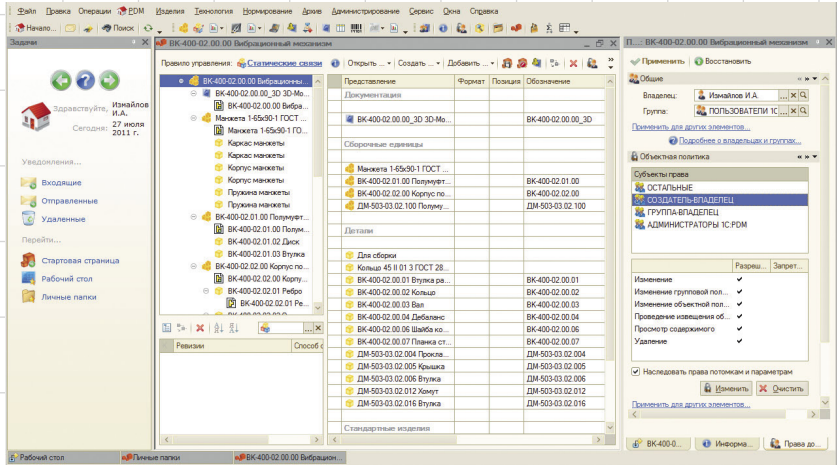 Файл Правка Операции PDM Изделия Технология Нормирование Архив Администрирование Сервис Окна Справка
Начало... Поиск
Задачи
Здравствуйте, Измайлов И.А.
Сегодня: 27 июля 2011 г.
Уведомления...
Входящие
Отправленные
Удаленные
Перейти...
Стартовая страница
Рабочий стол
Личные папки
ВК-400-02.00.00 Вибрационный механизм
Правило управления: Статические связи Открыть ... Создать ... Добавить ...
ВК-400-02.00.00 Вибрационны...
ВК-400-02.00.00_3D 3D-Мо...
ВК-400-02.00.00 Вибра...
Манжета 1-65х90-1 ГОСТ ...
Манжета 1-65х90-1 ГО...
Каркас манжеты
Каркас манжеты
Корпус манжеты
Корпус манжеты
Пружина манжеты
Пружина манжеты
ВК-400-02.01.00 Полумуфт...
ВК-400-02.01.00 Полум...
ВК-400-02.01.02 Диск
ВК-400-02.01.03 Втулка
ВК-400-02.02.00 Корпус по...
ВК-400-02.02.00 Корпу...
ВК-400-02.02.01 Ребро
ВК-400-02.02.01 Ре...
Ревизии Способ о
Представление Формат Позиция Обозначение
Документация
ВК-400-02.00.00_3D 3D-Мо... ВК-400-02.00.00_3D
Сборочные единицы
Манжета 1-65х90-1 ГОСТ ...
ВК-400-02.01.00 Полумуфт... ВК-400-02.01.00
ВК-400-02.02.00 Корпус по... ВК-400-02.02.00
ДМ-503-03.02.100 Полуму... ДМ-503-03.02.100
Детали
Для сборки
Кольцо 45 II 01 3 ГОСТ 28...
ВК-400-02.00.01 Втулка ра... ВК-400-02.00.01
ВК-400-02.00.02 Кольцо ВК-400-02.00.02
ВК-400-02.00.03 Вал ВК-400-02.00.03
ВК-400-02.00.04 Дебаланс ВК-400-02.00.04
ВК-400-02.00.06 Шайба ко... ВК-400-02.00.06
ВК-400-02.00.07 Планка ст... ВК-400-02.00.07
ДМ-503-03.02.004 Прокла... ДМ-503-03.02.004
ДМ-503-03.02.005 Крышка ДМ-503-03.02.005
ДМ-503-03.02.006 Втулка ДМ-503-03.02.006
ДМ-503-03.02.012 Хомут ДМ-503-03.02.012
ДМ-503-03.02.016 Втулка ДМ-503-03.02.016
Стандартные изделия
П...: ВК-400-02.00.00 Вибрационный механизм
Применить Восстановить
Общие
Владелец: Измайлов И.А. ...
Группа: ПОЛЬЗОВАТЕЛИ 1С ...
Применить для других элементов...
Подробнее о владельцах и группах...
Объектная политика
Субъекты права
ОСТАЛЬНЫЕ
СОЗДАТЕЛЬ-ВЛАДЕЛЕЦ
ГРУППА-ВЛАДЕЛЕЦ
АДМИНИСТРАТОРЫ 1С:PDM
Разреш... Запрет...
Изменение
Изменение групповой пол...
Изменение объектной пол...
Проведение извещения об...
Просмотр содержимого
Удаление
Наследовать права потомкам и параметрам
Изменить Очистить
Применить для других элементов...
ВК-400-0... Информа... Права до...
Рабочий стол Личные папки ВК-400-02.00.00 Вибрацион...